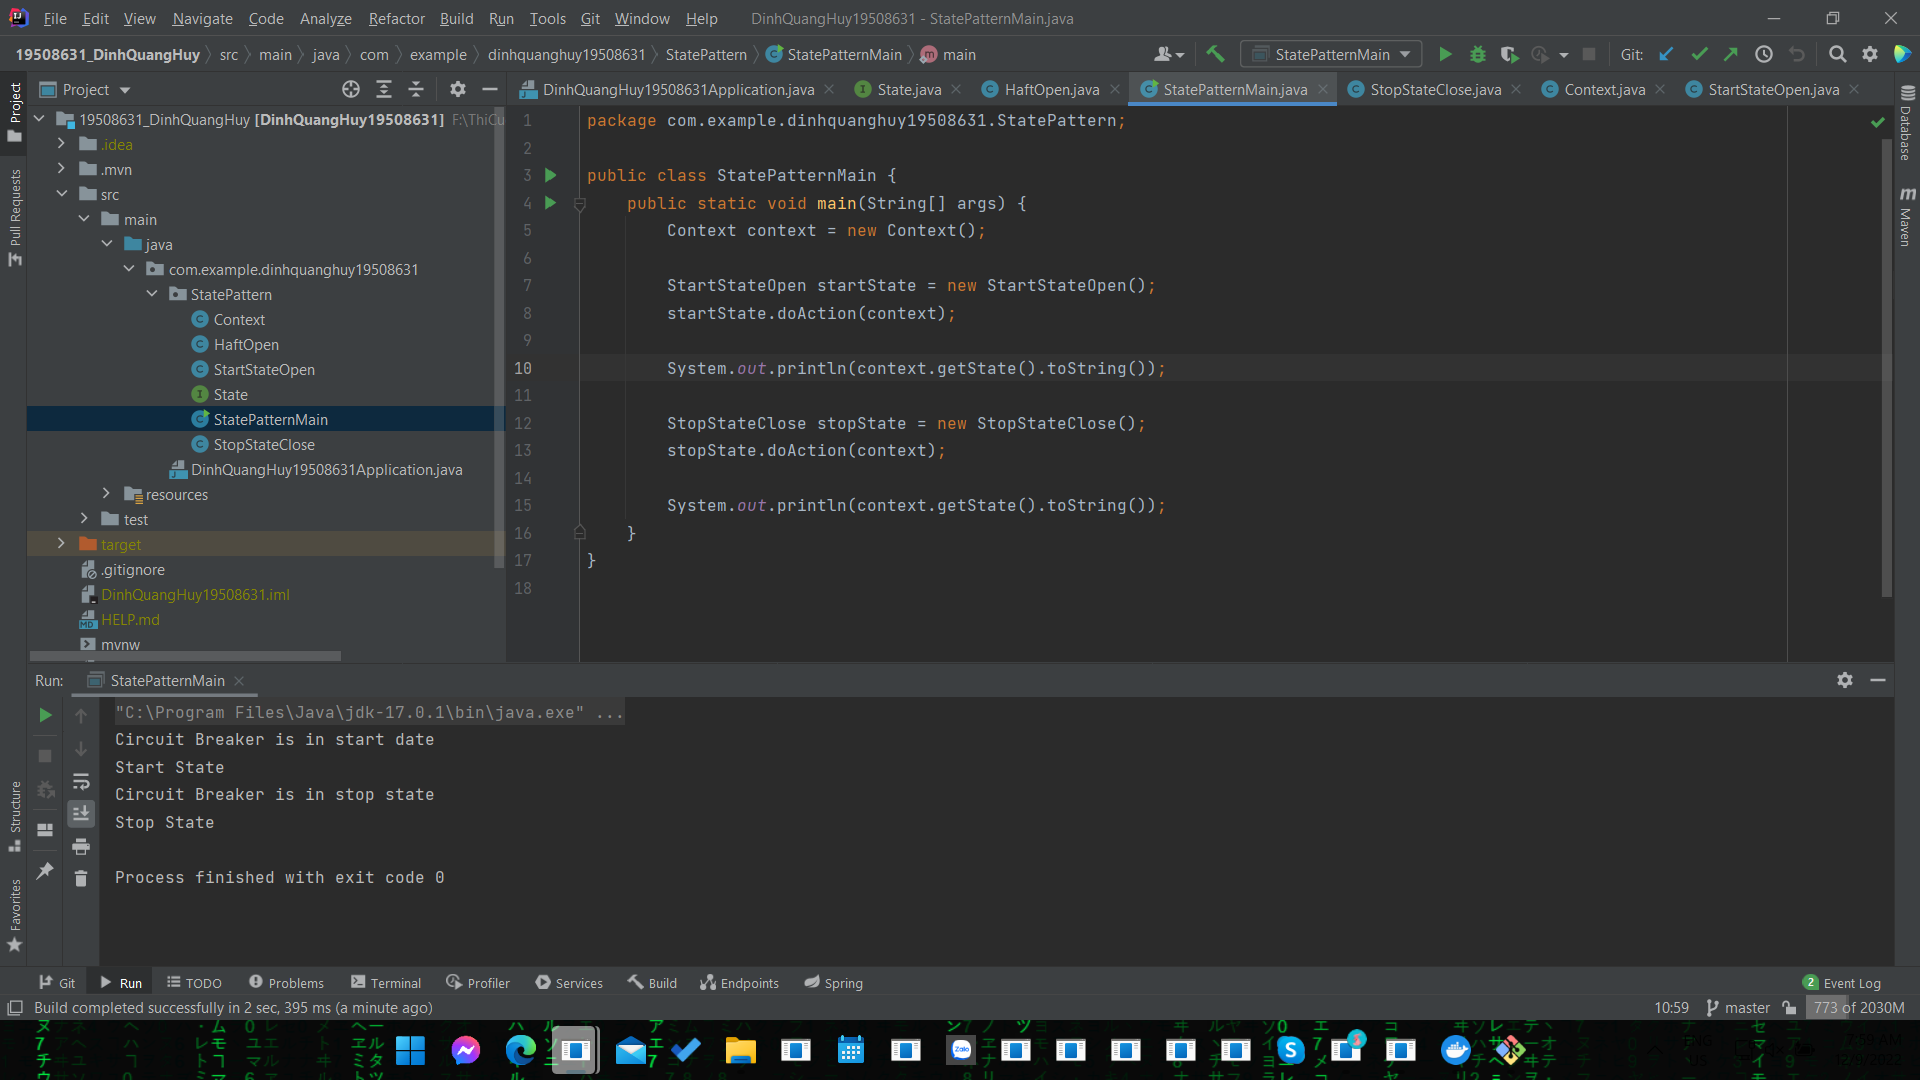 File Edit View Navigate Code Analyze Refactor Build Run Tools Git Window Help DinhQuangHuy19508631 - StatePatternMain.java
19508631_DinhQuangHuy src main java com example dinhquanghuy19508631 StatePattern StatePatternMain main StatePatternMain Git:
Project
DinhQuangHuy19508631Application.java State.java HaftOpen.java StatePatternMain.java StopStateClose.java Context.java StartStateOpen.java
19508631_DinhQuangHuy [DinhQuangHuy19508631] F:\ThiCu
.idea
.mvn
src
main
java
com.example.dinhquanghuy19508631
StatePattern
Context
HaftOpen
StartStateOpen
State
StatePatternMain
StopStateClose
DinhQuangHuy19508631Application.java
resources
test
target
.gitignore
DinhQuangHuy19508631.iml
HELP.md
mvnw
Project
Pull Requests
Structure
Favorites
Database
Maven
1 package com.example.dinhquanghuy19508631.StatePattern;
2
3 public class StatePatternMain {
4 public static void main(String[] args) {
5 Context context = new Context();
6
7 StartStateOpen startState = new StartStateOpen();
8 startState.doAction(context);
9
10 System.out.println(context.getState().toString());
11
12 StopStateClose stopState = new StopStateClose();
13 stopState.doAction(context);
14
15 System.out.println(context.getState().toString());
16 }
17 }
18
Run: StatePatternMain
"C:\Program Files\Java\jdk-17.0.1\bin\java.exe" ...
Circuit Breaker is in start date
Start State
Circuit Breaker is in stop state
Stop State
Process finished with exit code 0
Git Run TODO Problems Terminal Profiler Services Build Endpoints Spring 2 Event Log
Build completed successfully in 2 sec, 395 ms (a minute ago) 10:59 master 773 of 2030M
Zalo